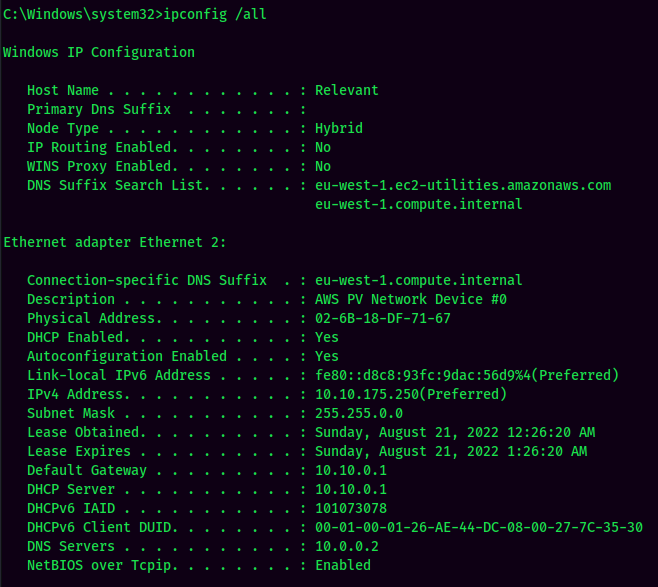 C:\Windows\system32>ipconfig /all
Windows IP Configuration
Host Name . . . . . . . . . . . . : Relevant
Primary Dns Suffix  . . . . . . . :
Node Type . . . . . . . . . . . . : Hybrid
IP Routing Enabled. . . . . . . . : No
WINS Proxy Enabled. . . . . . . . : No
DNS Suffix Search List. . . . . . : eu-west-1.ec2-utilities.amazonaws.com
eu-west-1.compute.internal
Ethernet adapter Ethernet 2:
Connection-specific DNS Suffix  . : eu-west-1.compute.internal
Description . . . . . . . . . . . : AWS PV Network Device #0
Physical Address. . . . . . . . . : 02-6B-18-DF-71-67
DHCP Enabled. . . . . . . . . . . : Yes
Autoconfiguration Enabled . . . . : Yes
Link-local IPv6 Address . . . . . : fe80::d8c8:93fc:9dac:56d9%4(Preferred)
IPv4 Address. . . . . . . . . . . : 10.10.175.250(Preferred)
Subnet Mask . . . . . . . . . . . : 255.255.0.0
Lease Obtained. . . . . . . . . . : Sunday, August 21, 2022 12:26:20 AM
Lease Expires . . . . . . . . . . : Sunday, August 21, 2022 1:26:20 AM
Default Gateway . . . . . . . . . : 10.10.0.1
DHCP Server . . . . . . . . . . . : 10.10.0.1
DHCPv6 IAID . . . . . . . . . . . : 101073078
DHCPv6 Client DUID. . . . . . . . : 00-01-00-01-26-AE-44-DC-08-00-27-7C-35-30
DNS Servers . . . . . . . . . . . : 10.0.0.2
NetBIOS over Tcpip. . . . . . . . : Enabled